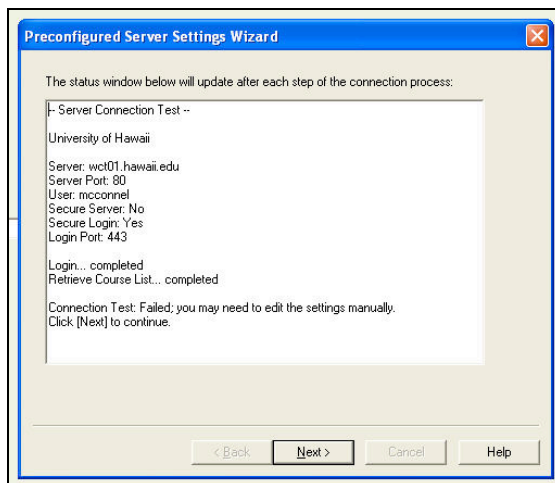 Preconfigured Server Settings Wizard
The status window below will update after each step of the connection process:
-- Server Connection Test --
University of Hawaii
Server: wct01.hawaii.edu
Server Port: 80
User: mcconnel
Secure Server: No
Secure Login: Yes
Login Port: 443
Login... completed
Retrieve Course List... completed
Connection Test: Failed; you may need to edit the settings manually.
Click [Next] to continue.
< Back
Next >
Cancel
Help